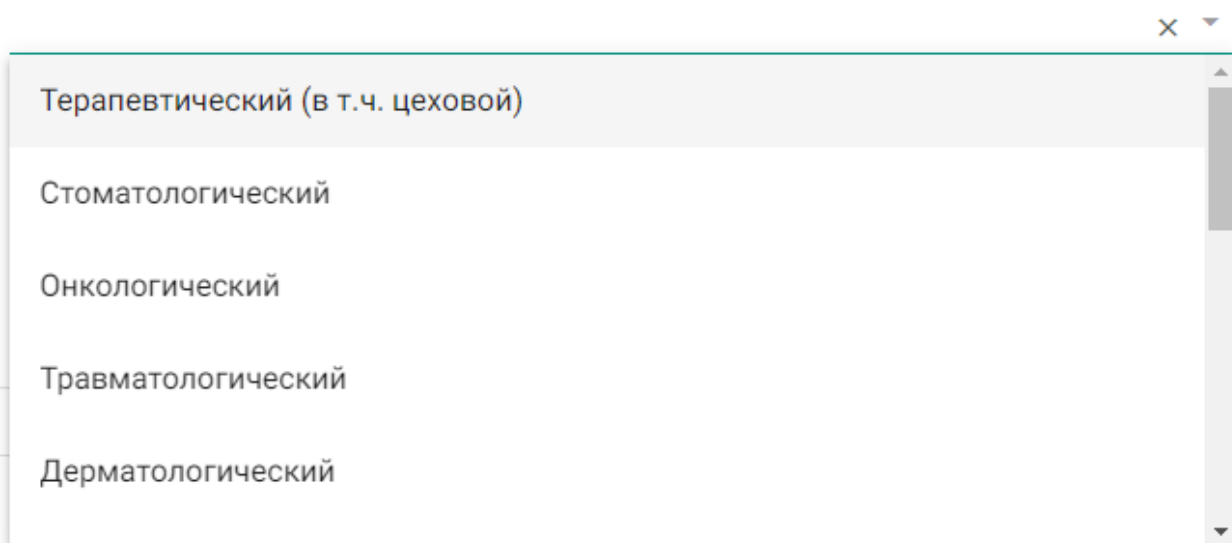 Терапевтический (в т.ч. цеховой)
Стоматологический
Онкологический
Травматологический
Дерматологический